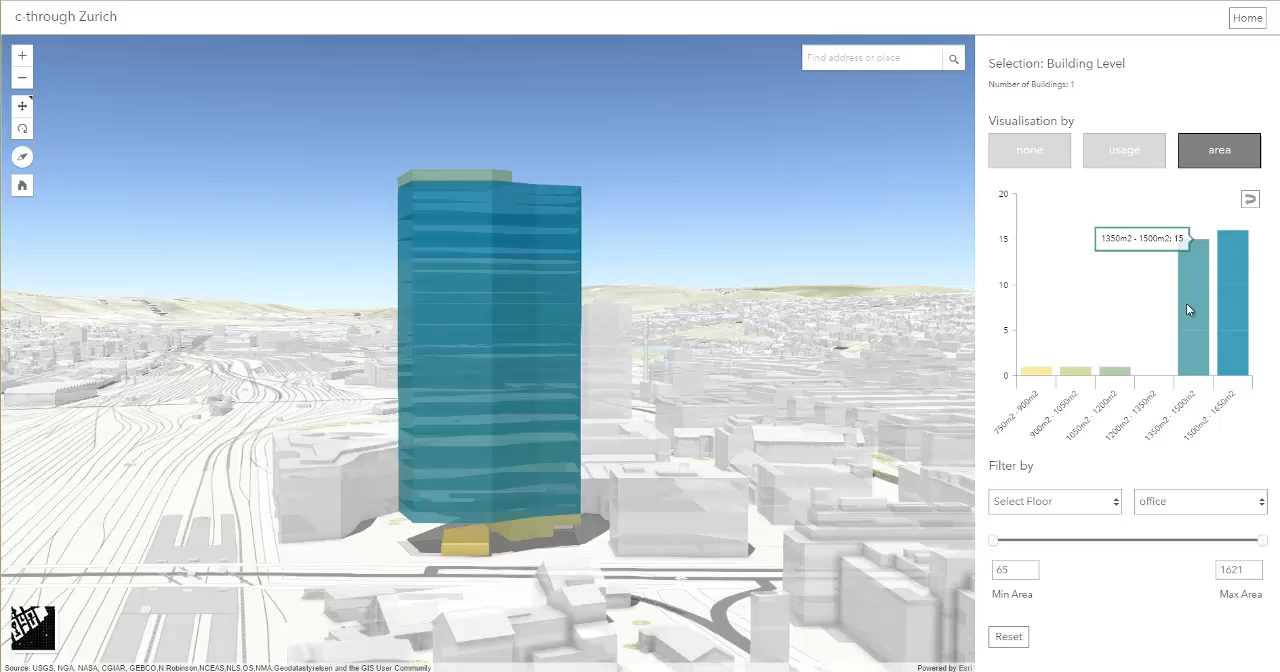 c-through Zurich
Home
+
−
Find address or place
Selection: Building Level
Number of Buildings: 1
Visualisation by
none
usage
area
20
15
10
5
0
1350m2 - 1500m2: 15
750m2 - 900m2
900m2 - 1050m2
1050m2 - 1200m2
1200m2 - 1350m2
1350m2 - 1500m2
1500m2 - 1650m2
Filter by
Select Floor
office
65
1621
Min Area
Max Area
Reset
Source: USGS, NGA, NASA, CGIAR, GEBCO,N Robinson,NCEAS,NLS,OS,NMA,Geodatastyrelsen and the GIS User Community
Powered by Esri